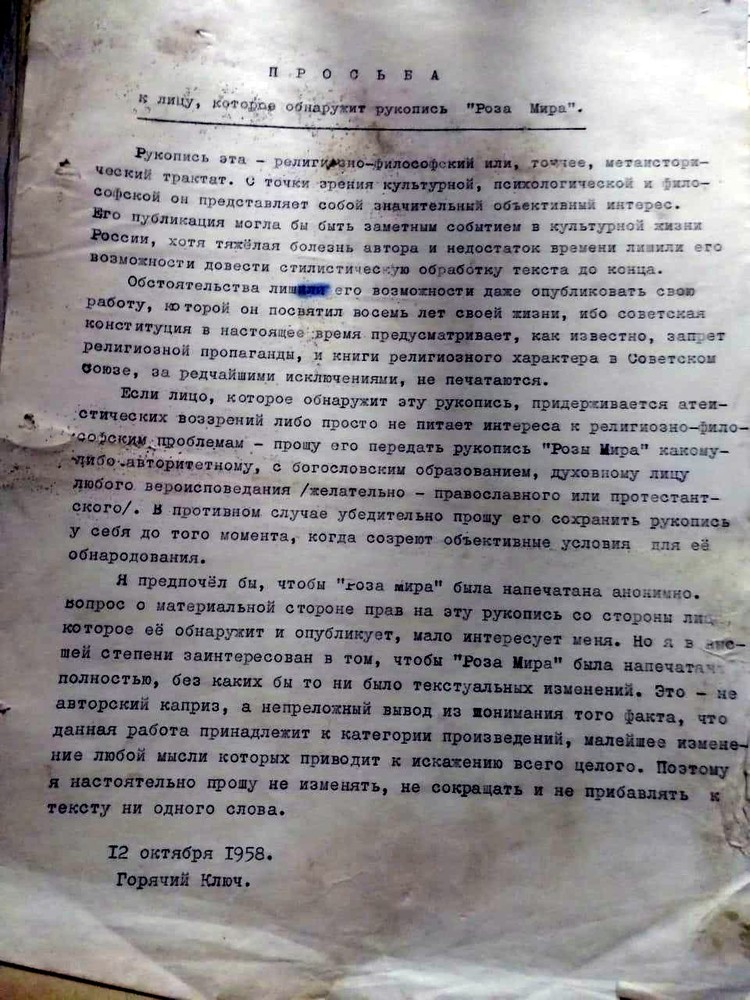 П Р О С Ь Б А
к лицу, которое обнаружит рукопись "Роза Мира".
Рукопись эта - религиозно-философский или, точнее, метаистори-
ческий трактат. С точки зрения культурной, психологической и фило-
софской он представляет собой значительный объективный интерес.
Его публикация могла бы быть заметным событием в культурной жизни
России, хотя тяжёлая болезнь автора и недостаток времени лишили его
возможности довести стилистическую обработку текста до конца.
Обстоятельства лишили его возможности даже опубликовать свою
работу, которой он посвятил восемь лет своей жизни, ибо советская
конституция в настоящее время предусматривает, как известно, запрет
религиозной пропаганды, и книги религиозного характера в Советском
Союзе, за редчайшими исключениями, не печатаются.
Если лицо, которое обнаружит эту рукопись, придерживается атеи-
стических воззрений либо просто не питает интереса к религиозно-фило-
софским проблемам - прошу его передать рукопись "Розы Мира" какому-
либо авторитетному, с богословским образованием, духовному лицу
любого вероисповедания /желательно - православного или протестант-
ского/. В противном случае убедительно прошу его сохранить рукопись
у себя до того момента, когда созреют объективные условия для её
обнародования.
Я предпочёл бы, чтобы "Роза мира" была напечатана анонимно.
Вопрос о материальной стороне прав на эту рукопись со стороны
которое её обнаружит и опубликует, мало интересует меня. Но я в выс-
шей степени заинтересован в том, чтобы "Роза Мира" была напечатана
полностью, без каких бы то ни было текстуальных изменений. Это - не
авторский каприз, а непреложный вывод из понимания того факта, что
данная работа принадлежит к категории произведений, малейшее измене-
ние любой мысли которых приводит к искажению всего целого. Поэтому
я настоятельно прошу не изменять, не сокращать и не прибавлять к
тексту ни одного слова.
12 октября 1958.
Горячий Ключ.